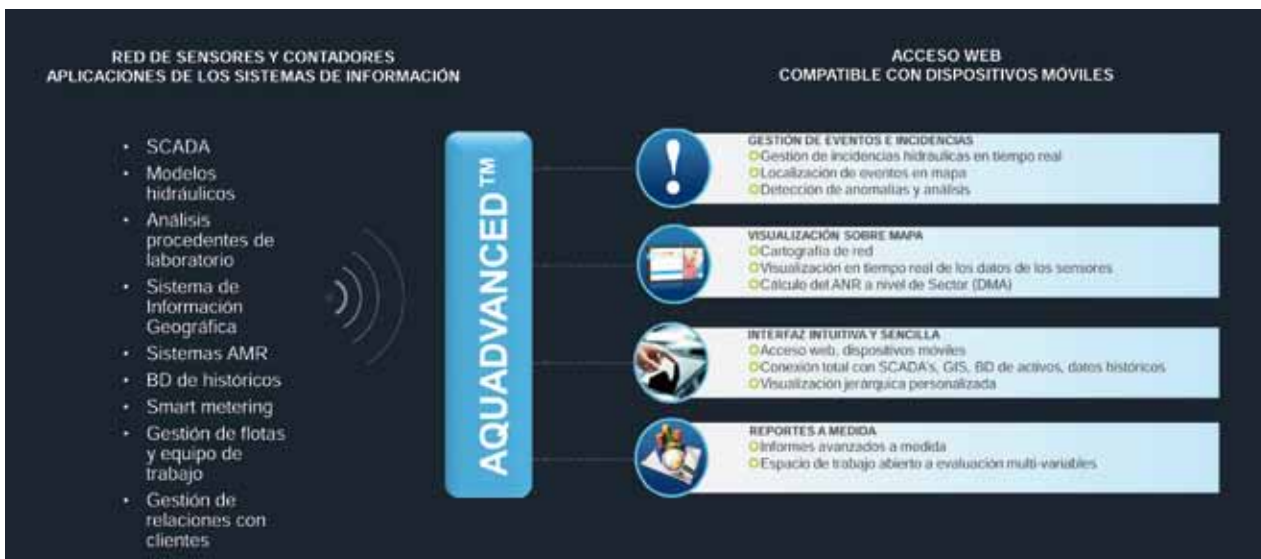 RED DE SENSORES Y CONTADORES
APLICACIONES DE LOS SISTEMAS DE INFORMACIÓN
SCADA
Modelos
hidráulicos
Análisis
procedentes de
laboratorio
Sistema de
Información
Geográfica
Sistemas AMR
BD de históricos
Smart metering
Gestión de flotas
y equipo de
trabajo
Gestión de
relaciones con
clientes
AQUADVANCED™
ACCESO WEB
COMPATIBLE CON DISPOSITIVOS MÓVILES
GESTIÓN DE EVENTOS E INCIDENCIAS
Gestión de incidencias hidráulicas en tiempo real
Localización de eventos en mapa
Detección de anomalías y análisis
VISUALIZACIÓN SOBRE MAPA
Cartografía de red
Visualización en tiempo real de los datos de los sensores
Cálculo del ANR a nivel de Sector (DMA)
INTERFAZ INTUITIVA Y SENCILLA
Acceso web, dispositivos móviles
Conexión total con SCADA's, GIS, BD de activos, datos históricos
Visualización jerárquica personalizada
REPORTES A MEDIDA
Informes avanzados a medida
Espacio de trabajo abierto a evaluación multi-variables